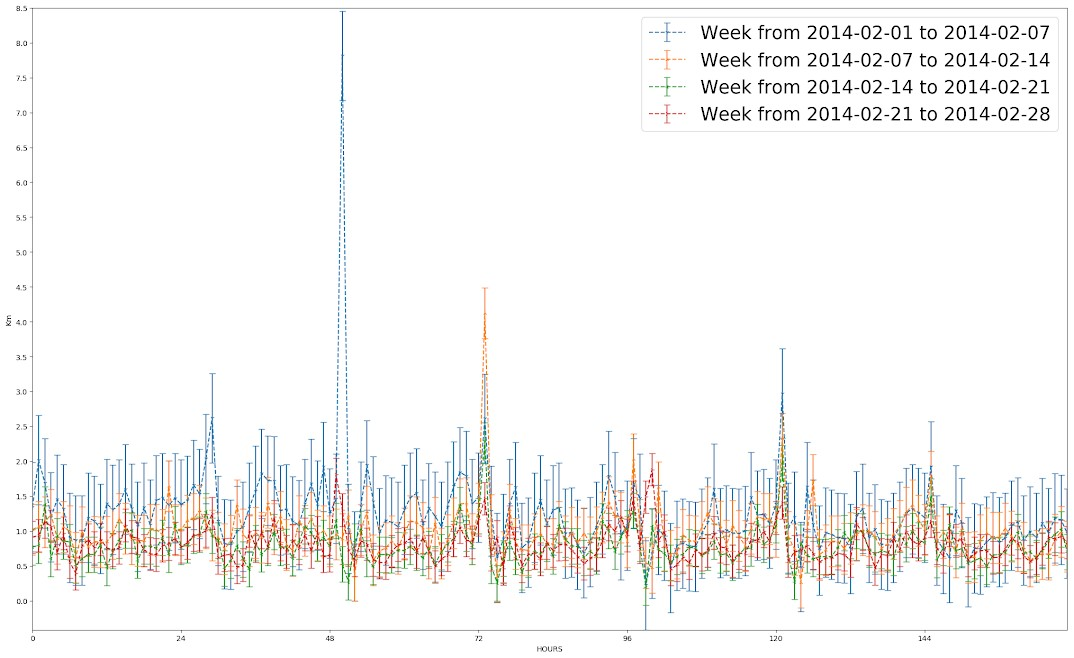 8.5
8.0
7.5
7.0
6.5
6.0
5.5
5.0
4.5
4.0
3.5
3.0
2.5
2.0
1.5
1.0
0.5
0.0
Km
Week from 2014-02-01 to 2014-02-07
Week from 2014-02-07 to 2014-02-14
Week from 2014-02-14 to 2014-02-21
Week from 2014-02-21 to 2014-02-28
0 24 48 72 96 120 144
HOURS